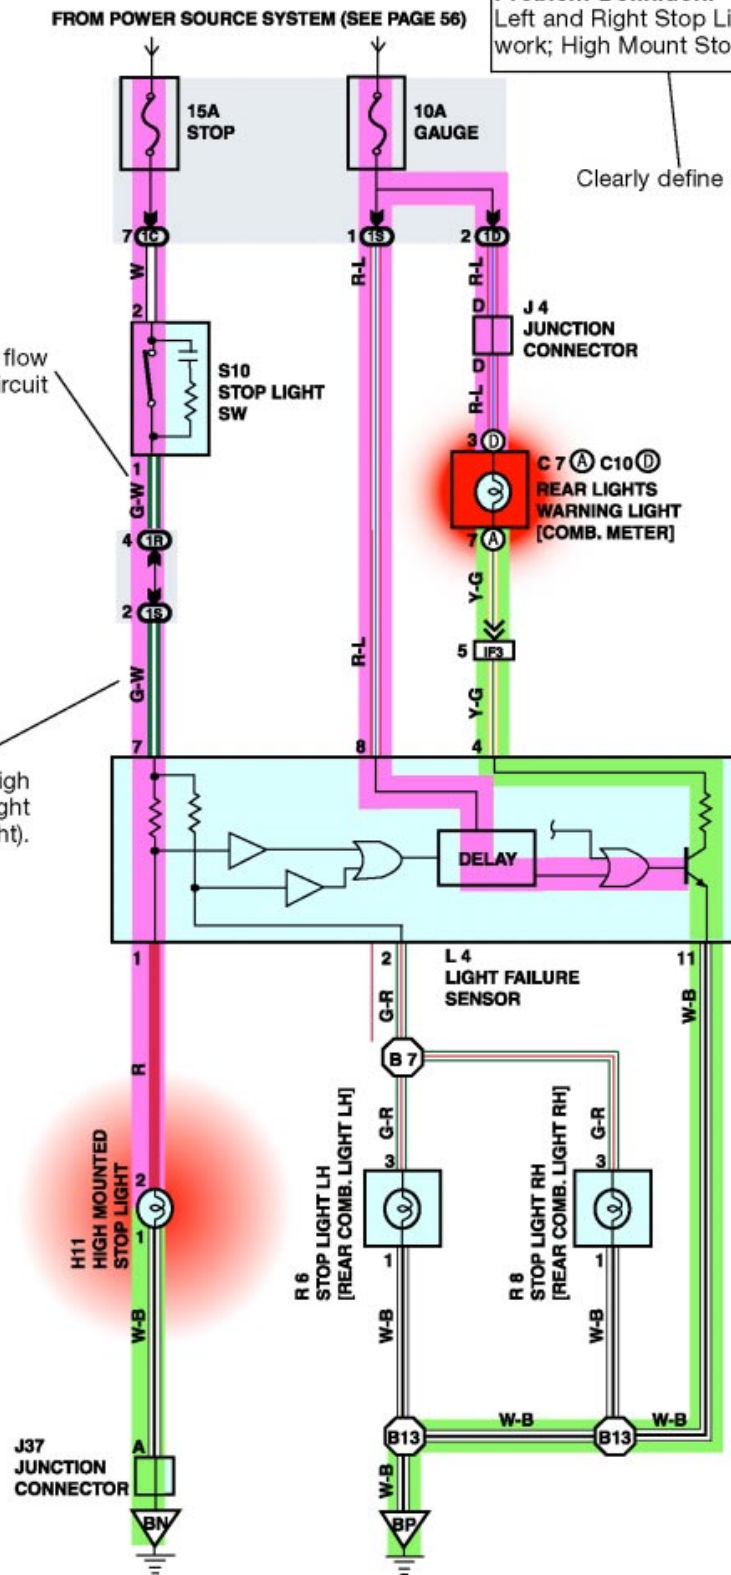 Left and Right Stop Li
work; High Mount Sto
FROM POWER SOURCE SYSTEM (SEE PAGE 56)
15A
STOP
10A
GAUGE
Clearly define
7 1C
1 1S
2 1D
W
R-L
R-L
2
D
J 4
JUNCTION
CONNECTOR
D
R-L
flow
rcuit
S10
STOP LIGHT
SW
1
G-W
3 D
C 7 A C10 D
REAR LIGHTS
WARNING LIGHT
[COMB. METER]
7 A
4 1R
2 1S
Y-G
5 IF3
G-W
R-L
Y-G
7
8
4
igh
ght
ht).
DELAY
1
2
L 4
LIGHT FAILURE
SENSOR
11
R
G-R
W-B
B 7
G-R
G-R
H11
HIGH MOUNTED
STOP LIGHT
2
1
R 6
STOP LIGHT LH
[REAR COMB. LIGHT LH]
3
1
R 8
STOP LIGHT RH
[REAR COMB. LIGHT RH]
3
1
W-B
W-B
W-B
W-B
W-B
B13
B13
J37
JUNCTION
CONNECTOR
A
W-B
BN
BP